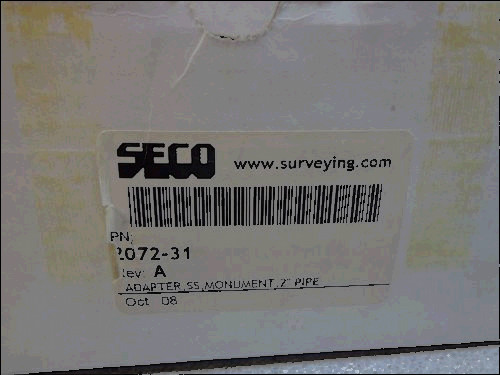 SECO www.surveying.com
PN:
2072-31
Rev: A
ADAPTER,SS,MONUMENT,2" PIPE
Oct 08